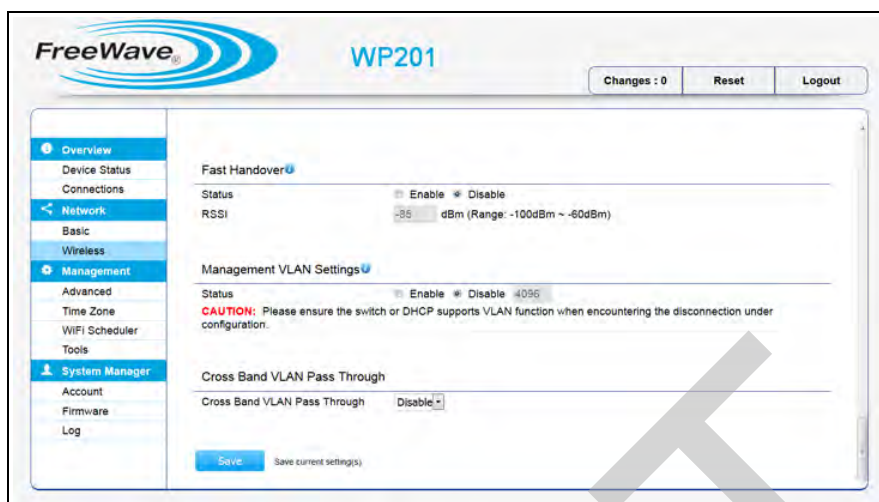 FreeWave®
WP201
Changes : 0 Reset Logout
Overview
Device Status
Connections
Network
Basic
Wireless
Management
Advanced
Time Zone
WiFi Scheduler
Tools
System Manager
Account
Firmware
Log
Fast Handover
Status Enable Disable
RSSI -85 dBm (Range: -100dBm ~ -60dBm)
Management VLAN Settings
Status Enable Disable 4096
CAUTION: Please ensure the switch or DHCP supports VLAN function when encountering the disconnection under
configuration.
Cross Band VLAN Pass Through
Cross Band VLAN Pass Through Disable
Save Save current setting(s)